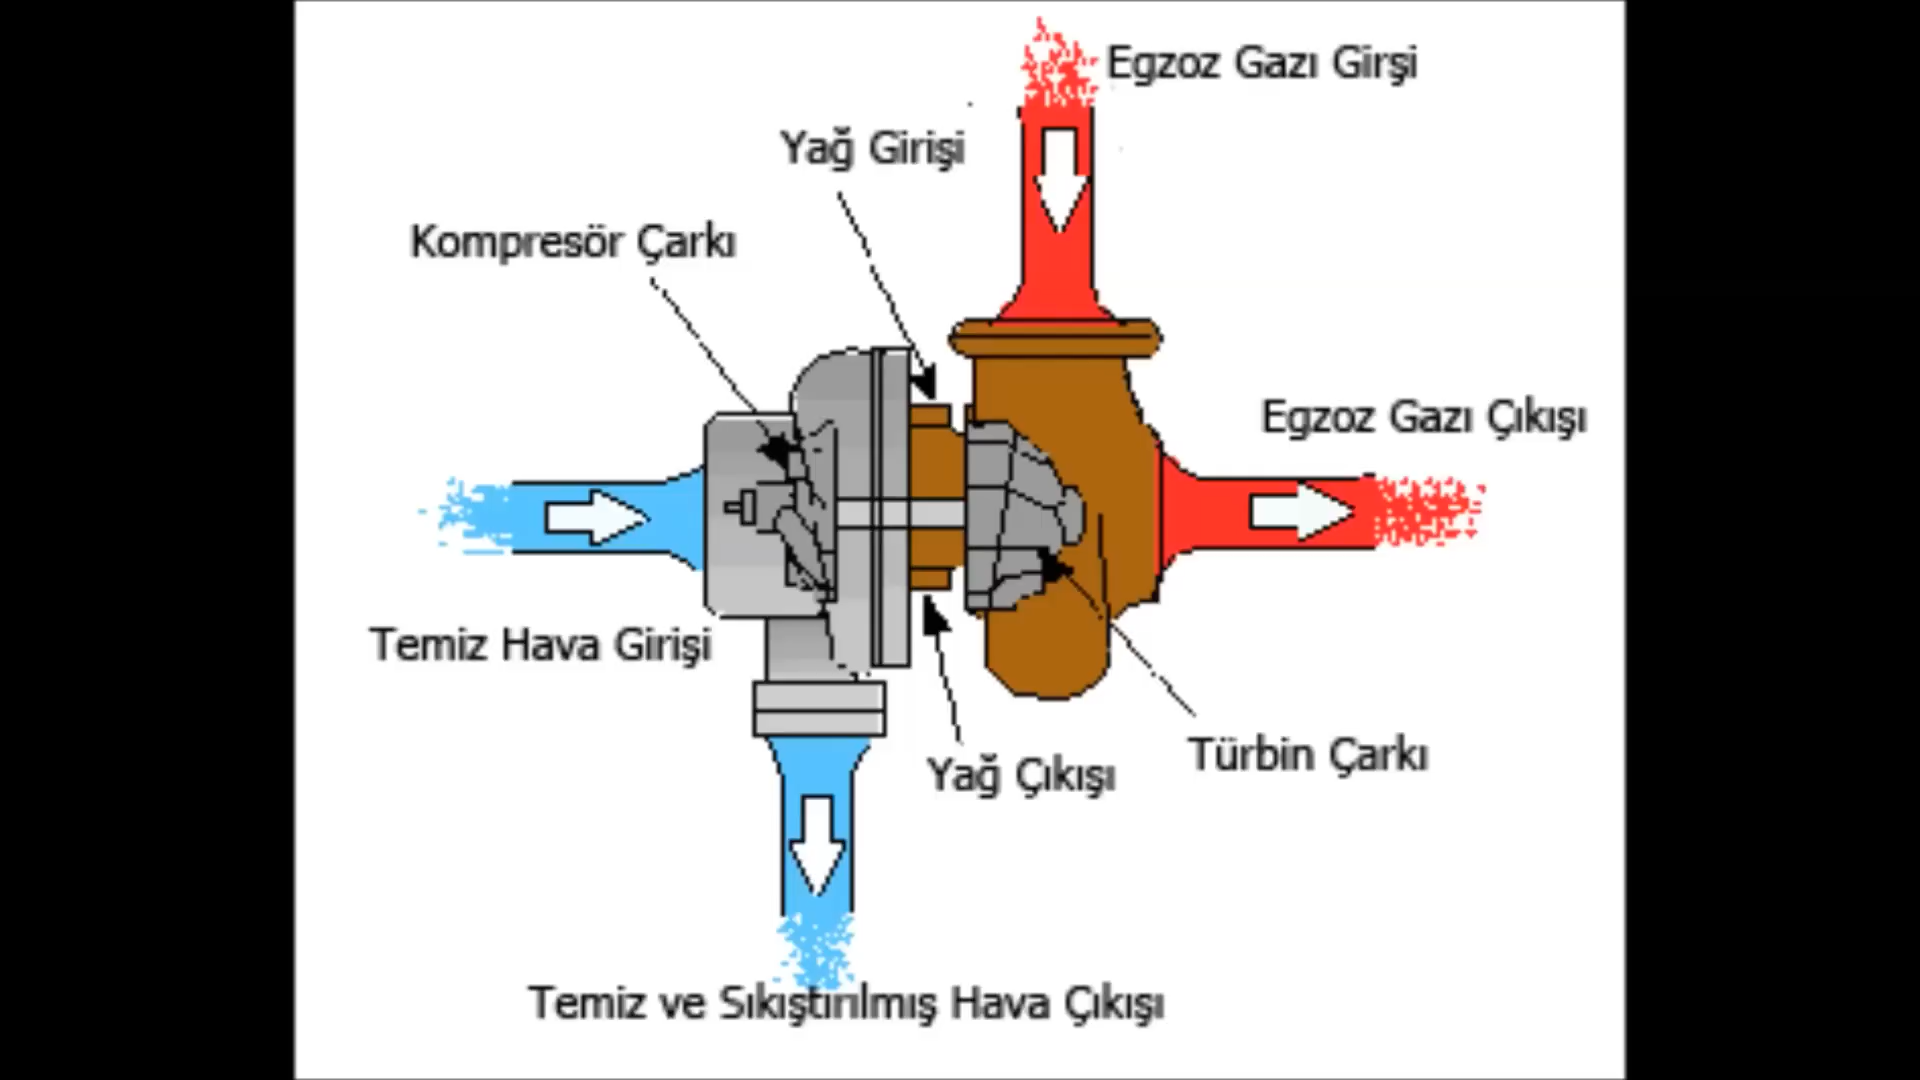 Egzoz Gazı Girşi
Yağ Girişi
Kompresör Çarkı
Egzoz Gazı Çıkışı
Temiz Hava Girişi
Türbin Çarkı
Yağ Çıkışı
Temiz ve Sıkıştırılmış Hava Çıkışı